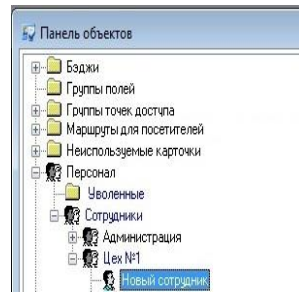 Панель объектов
Бэджи
Группы полей
Группы точек доступа
Маршруты для посетителей
Неиспользуемые карточки
Персонал
Уволенные
Сотрудники
Администрация
Цех №1
Новый сотрудник